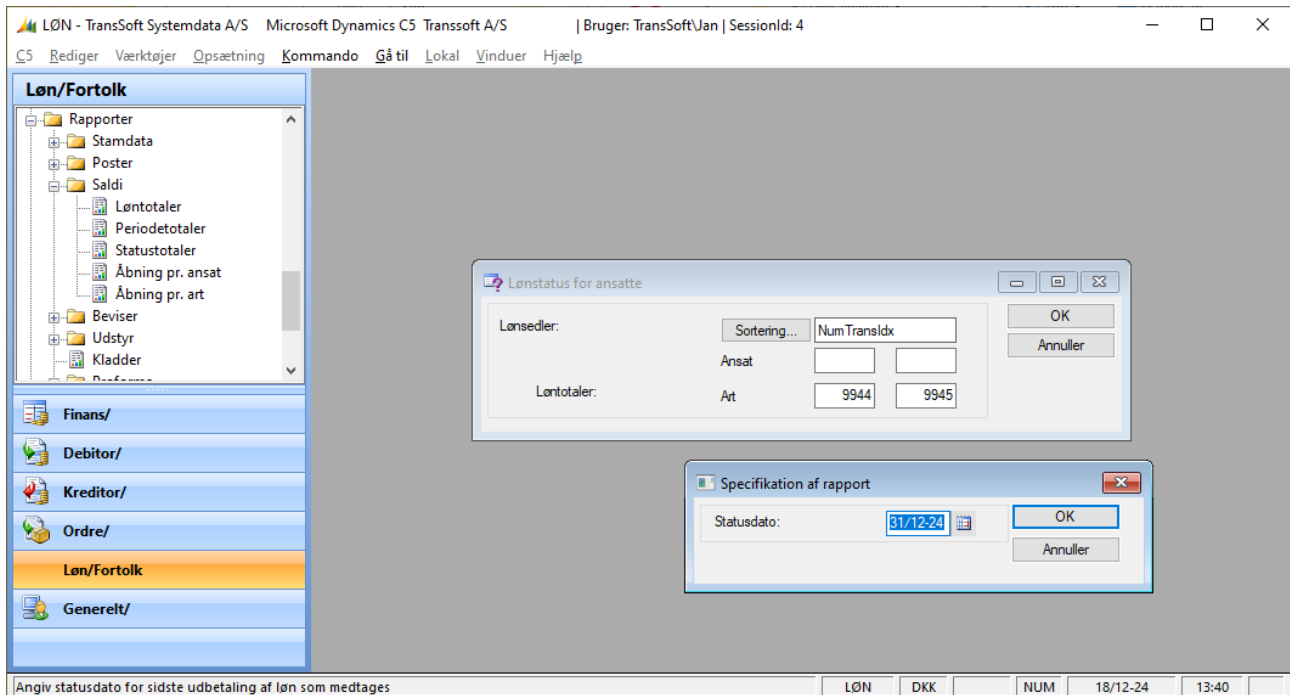 LØN - TransSoft Systemdata A/S Microsoft Dynamics C5 Transsoft A/S | Bruger: TransSoft\Jan | SessionId: 4
C5 Rediger Værktøjer Opsætning Kommando Gå til Lokal Vinduer Hjælp
Løn/Fortolk
Rapporter
Stamdata
Poster
Saldi
Løntotaler
Periodetotaler
Statustotaler
Åbning pr. ansat
Åbning pr. art
Beviser
Udstyr
Kladder
Finans/
Debitor/
Kreditor/
Ordre/
Løn/Fortolk
Generelt/
Lønstatus for ansatte
Lønsedler: Sortering... NumTransIdx OK
Ansat Annuller
Løntotaler: Art 9944 9945
Specifikation af rapport
Statusdato: 31/12-24 OK
Annuller
Angiv statusdato for sidste udbetaling af løn som medtages LØN DKK NUM 18/12-24 13:40